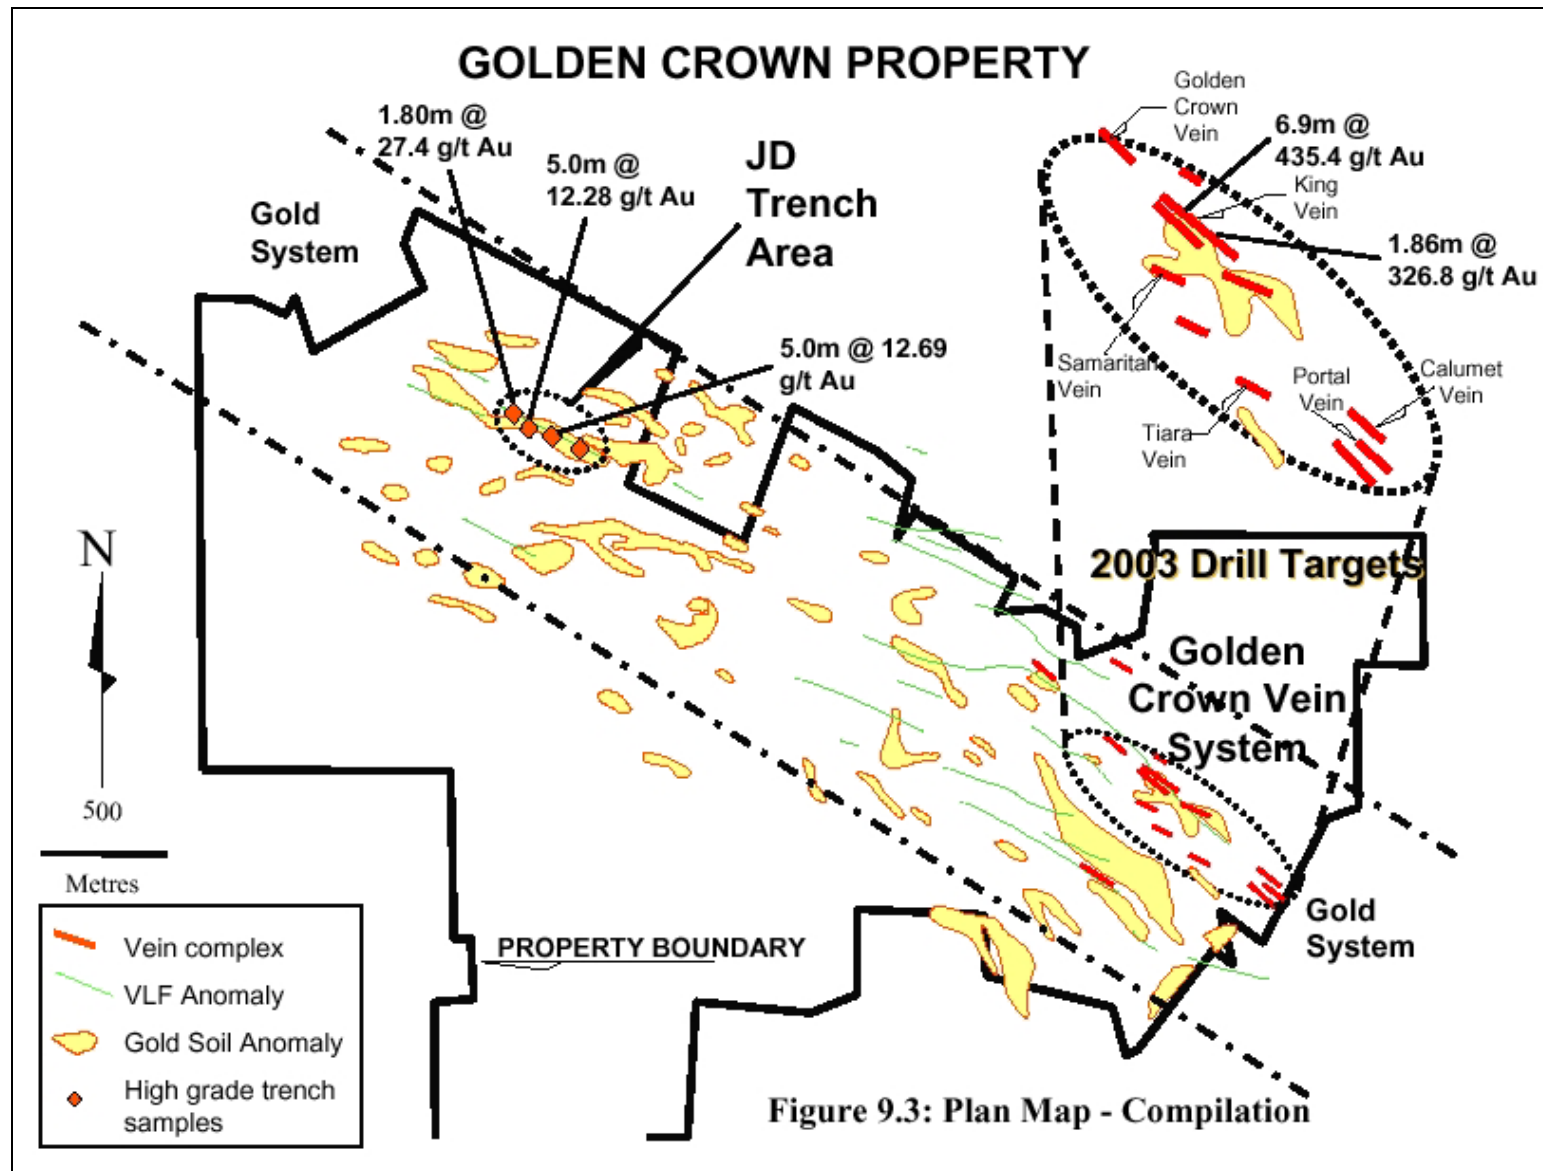 GOLDEN CROWN PROPERTY
1.80m @
27.4 g/t Au
5.0m @
12.28 g/t Au
JD
Trench
Area
Gold
System
5.0m @ 12.69
g/t Au
Golden
Crown
Vein
6.9m @
435.4 g/t Au
King
Vein
1.86m @
326.8 g/t Au
Samaritan
Vein
Portal
Vein
Calumet
Vein
Tiara
Vein
2003 Drill Targets
Golden
Crown Vein
System
Gold
System
N
500
Metres
Vein complex
VLF Anomaly
Gold Soil Anomaly
High grade trench
samples
PROPERTY BOUNDARY
Figure 9.3: Plan Map - Compilation